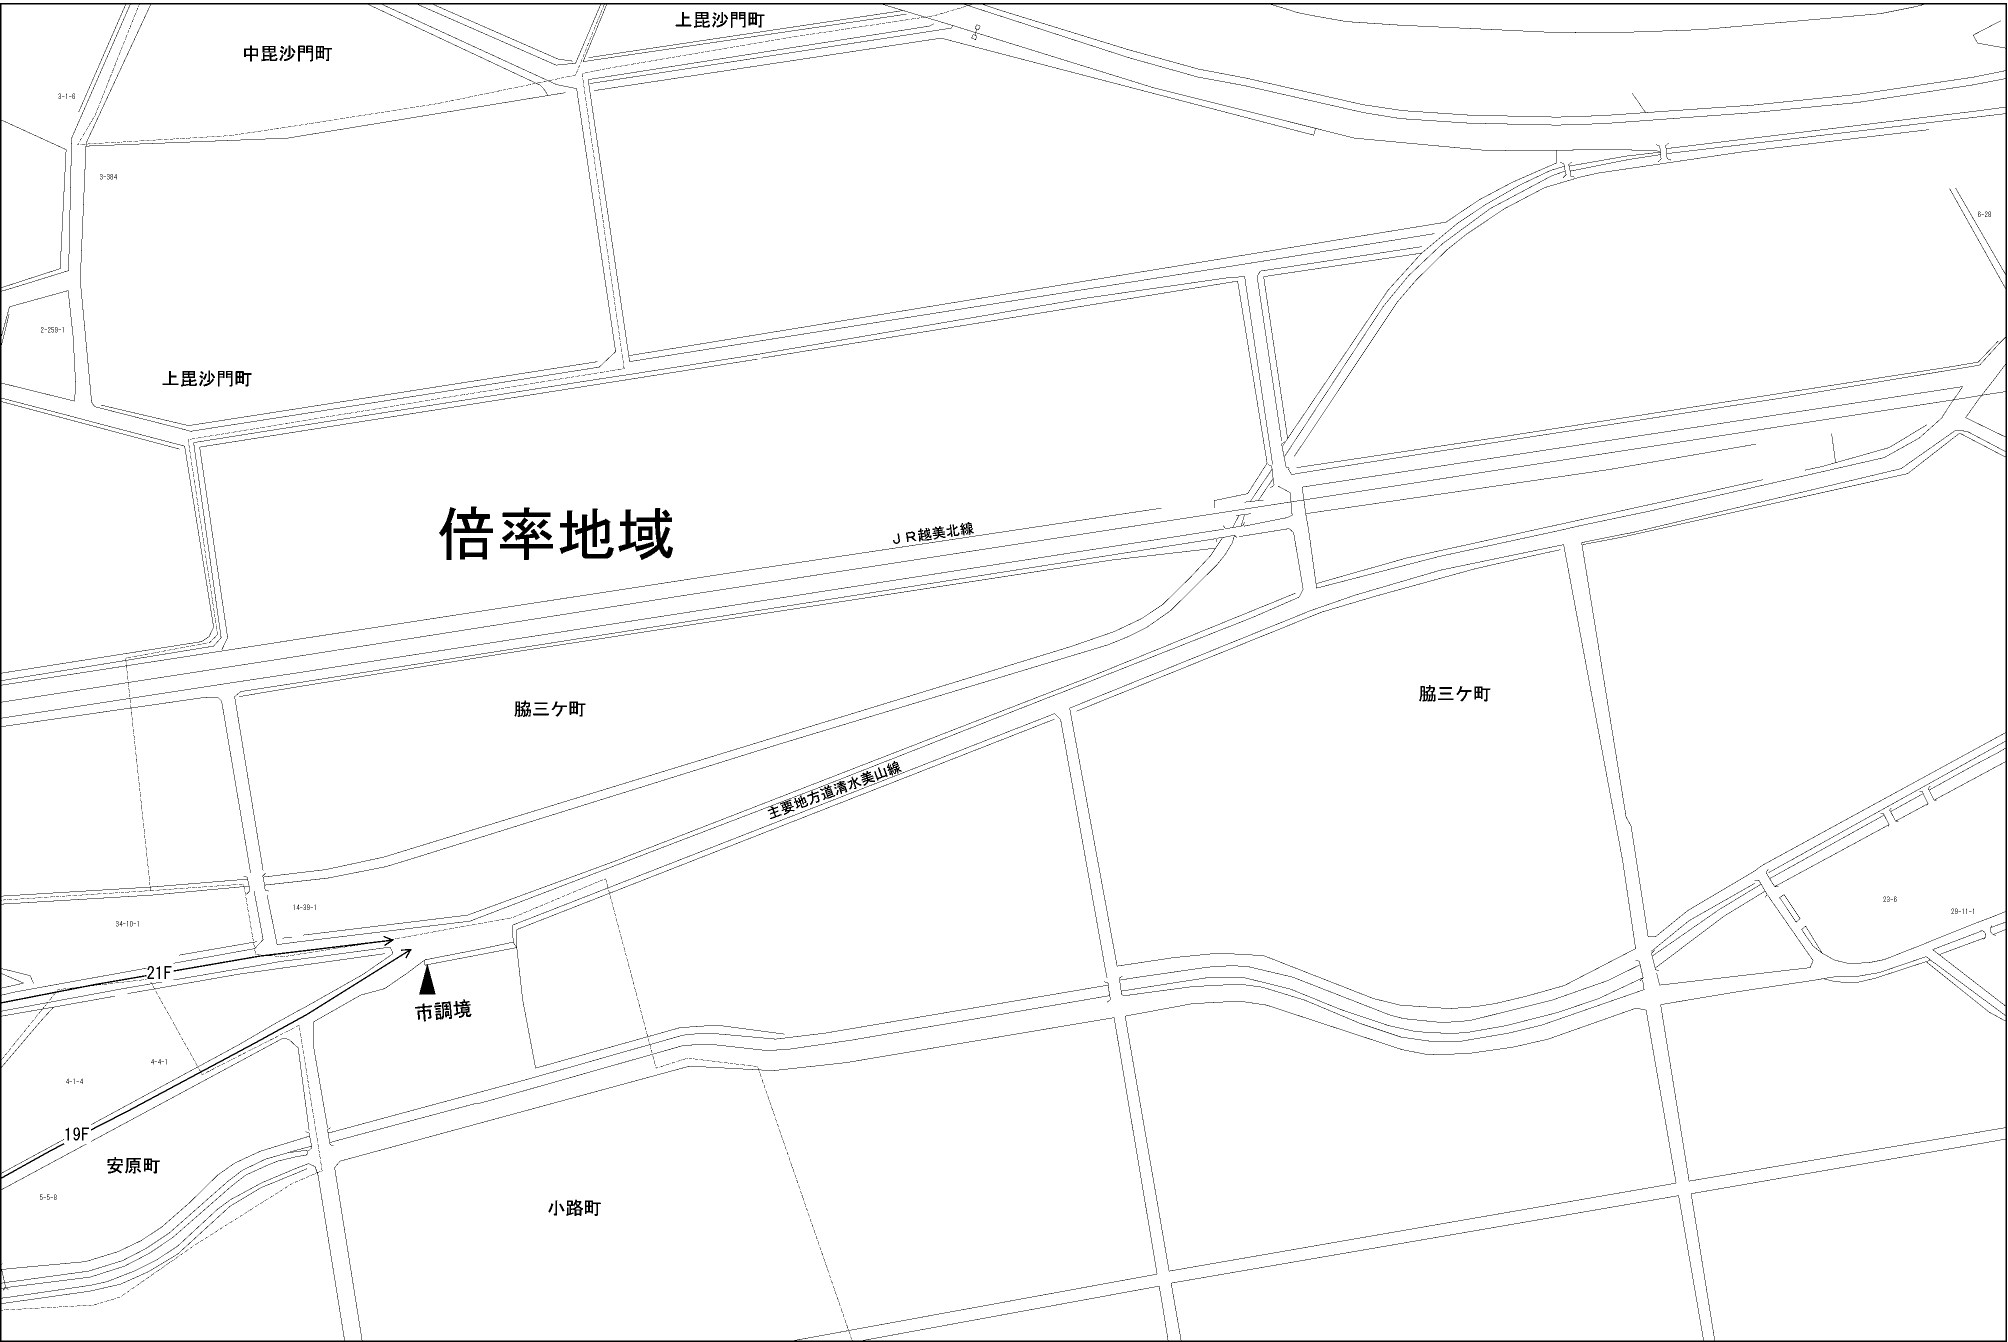 上毘沙門町
中毘沙門町
3-1-6
3-384
6-28
2-259-1
上毘沙門町
倍率地域
ＪＲ越美北線
脇三ケ町
脇三ケ町
主要地方道清水美山線
14-39-1
34-10-1
23-6
29-11-1
21F
市調境
4-4-1
4-1-4
19F
安原町
5-5-8
小路町